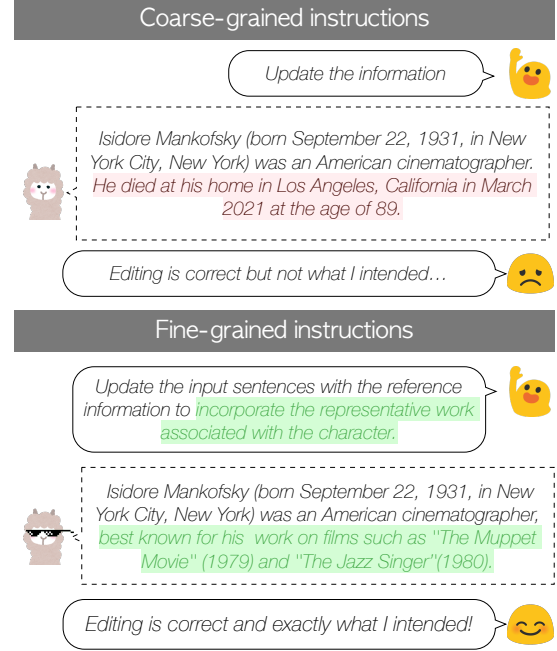 Coarse-grained instructions
Update the information
Isidore Mankofsky (born September 22, 1931, in New
York City, New York) was an American cinematographer.
He died at his home in Los Angeles, California in March
2021 at the age of 89.
Editing is correct but not what I intended…
Fine-grained instructions
Update the input sentences with the reference
information to incorporate the representative work
associated with the character.
Isidore Mankofsky (born September 22, 1931, in New
York City, New York) was an American cinematographer,
best known for his work on films such as "The Muppet
Movie" (1979) and "The Jazz Singer"(1980).
Editing is correct and exactly what I intended!